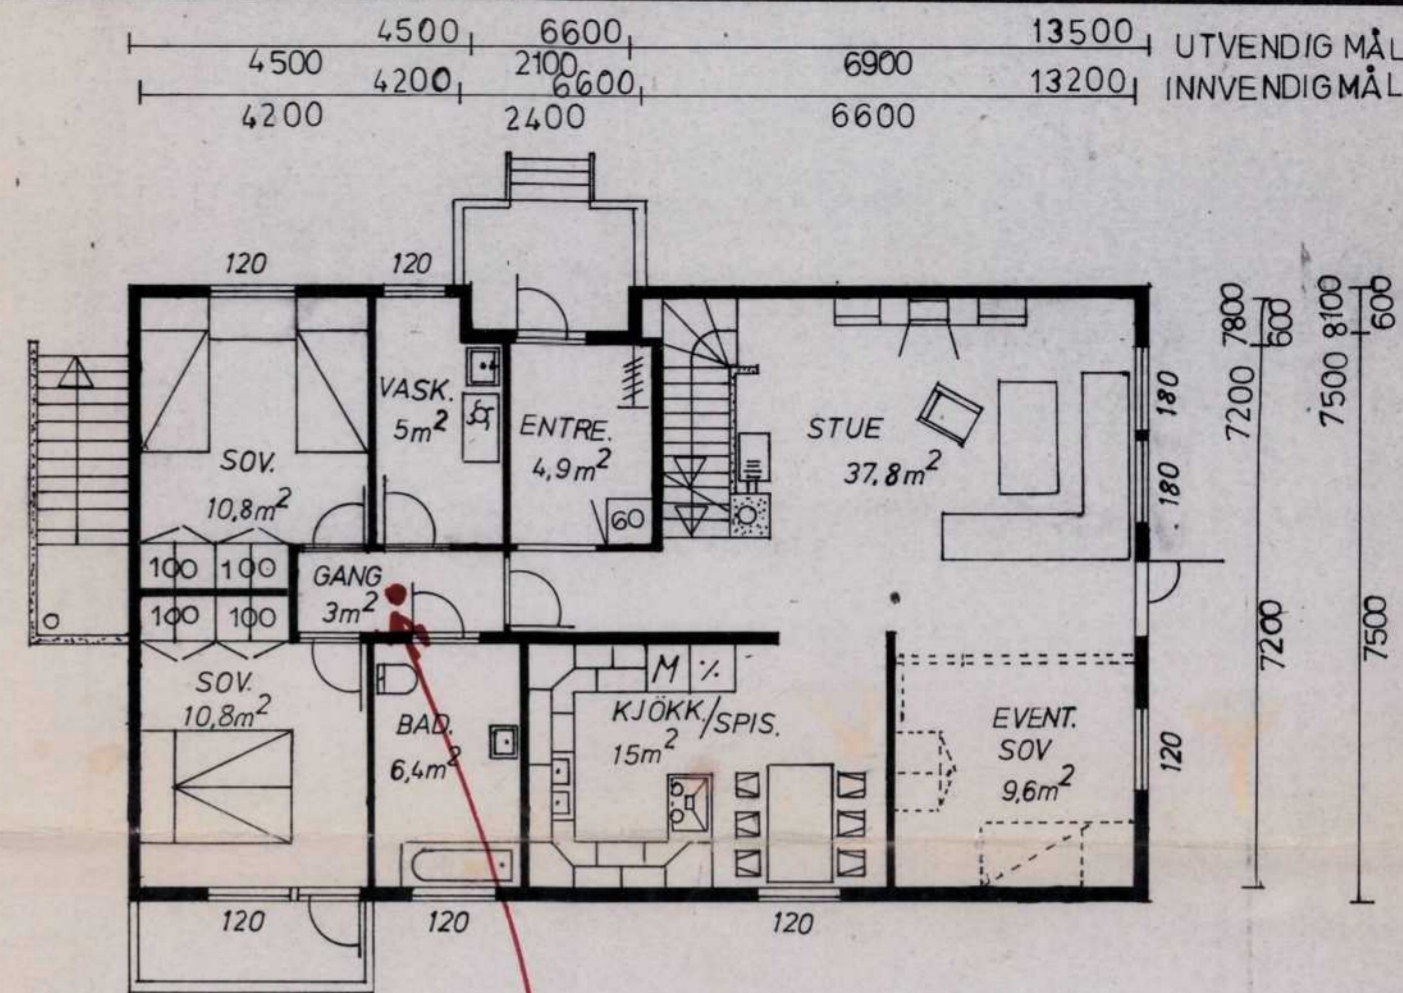 4500 6600 13500 UTVENDIG MÅL
4500 2100 6900
4200 6600 13200 INNVENDIG MÅL
4200 2400 6600
120
120
7800
600
8100
600
7200
7500
180
180
VASK.
5m²
ENTRE.
4,9m²
STUE
37,8m²
SOV.
10,8m²
60
100 100
100 100
GANG
3m²
7200
7500
SOV.
10,8m²
BAD.
6,4m²
M %
KJÖKK./SPIS.
15m²
EVENT.
SOV
9,6m²
120
120
120
120